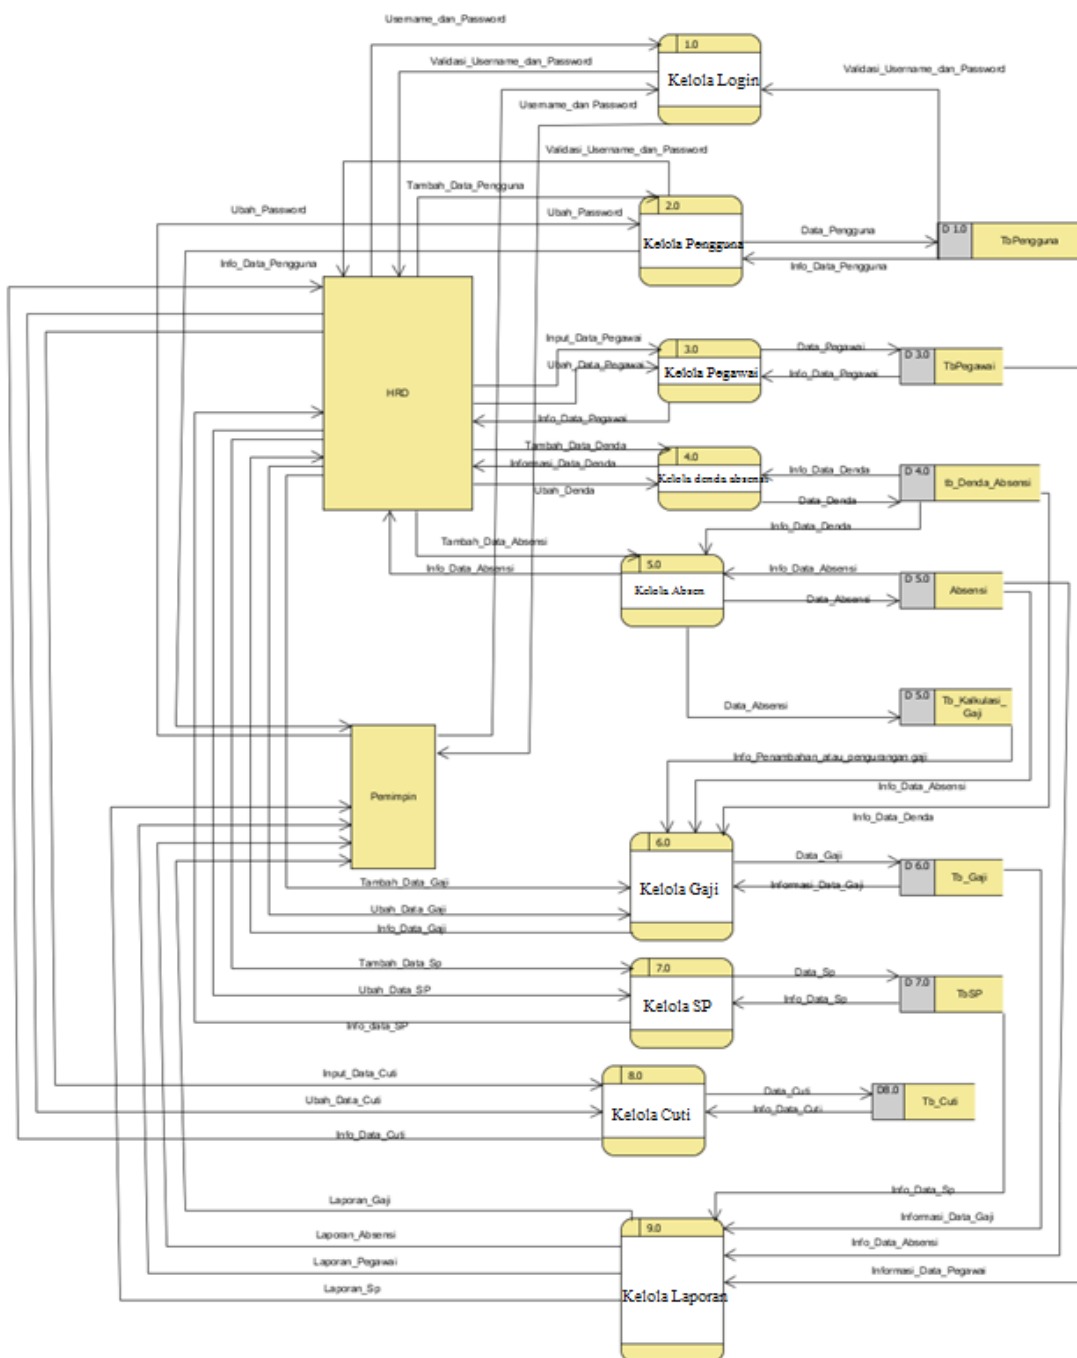 Username_dan_Password
1.0
Validasi_Username_dan_Password
Kelola Login
Validasi_Username_dan_Password
Username_dan Password
Validasi_Username_dan_Password
Tambah_Data_Pengguna
2.0
Ubah_Password
Ubah_Password
Kelola Pengguna
Data_Pengguna
D 1.0
TbPengguna
Info_Data_Pengguna
Info_Data_Pengguna
HRD
Input_Data_Pegawai
3.0
Data_Pegawai
D 3.0
TbPegawai
Ubah_Data_Pegawai
Kelola Pegawai
Info_Data_Pegawai
Info_Data_Pegawai
Tambah_Data_Denda
4.0
Informasi_Data_Denda
Info_Data_Denda
D 4.0
tb_Denda_Absensi
Kelola denda absensi
Ubah_Denda
Data_Denda
Info_Data_Denda
Tambah_Data_Absensi
5.0
Info_Data_Absensi
Info_Data_Absensi
D 5.0
Absensi
Kelola Absen
Data_Absensi
Data_Absensi
D 5.0
Tb_Kalkulasi_
Gaji
Info_Penambahan_atau_pengurangan.gaji
Info_Data_Absensi
Pemimpin
Info_Data_Denda
6.0
Data_Gaji
D 6.0
Tb_Gaji
Tambah_Data_Gaji
Kelola Gaji
Informasi_Data_Gaji
Ubah_Data_Gaji
Info_Data_Gaji
Tambah_Data_Sp
7.0
Data_Sp
D 7.0
TbSP
Ubah_Data_SP
Kelola SP
Info_Data_Sp
Info_data_SP
Input_Data_Cuti
8.0
Data_Cuti
D8.0
Tb_Cuti
Ubah_Data_Cuti
Kelola Cuti
Info_Data_Cuti
Info_Data_Cuti
Info_Data_Sp
Laporan_Gaji
Informasi_Data_Gaji
9.0
Laporan_Absensi
Info_Data_Absensi
Laporan_Pegawai
Informasi_Data_Pegawai
Laporan_Sp
Kelola Laporan